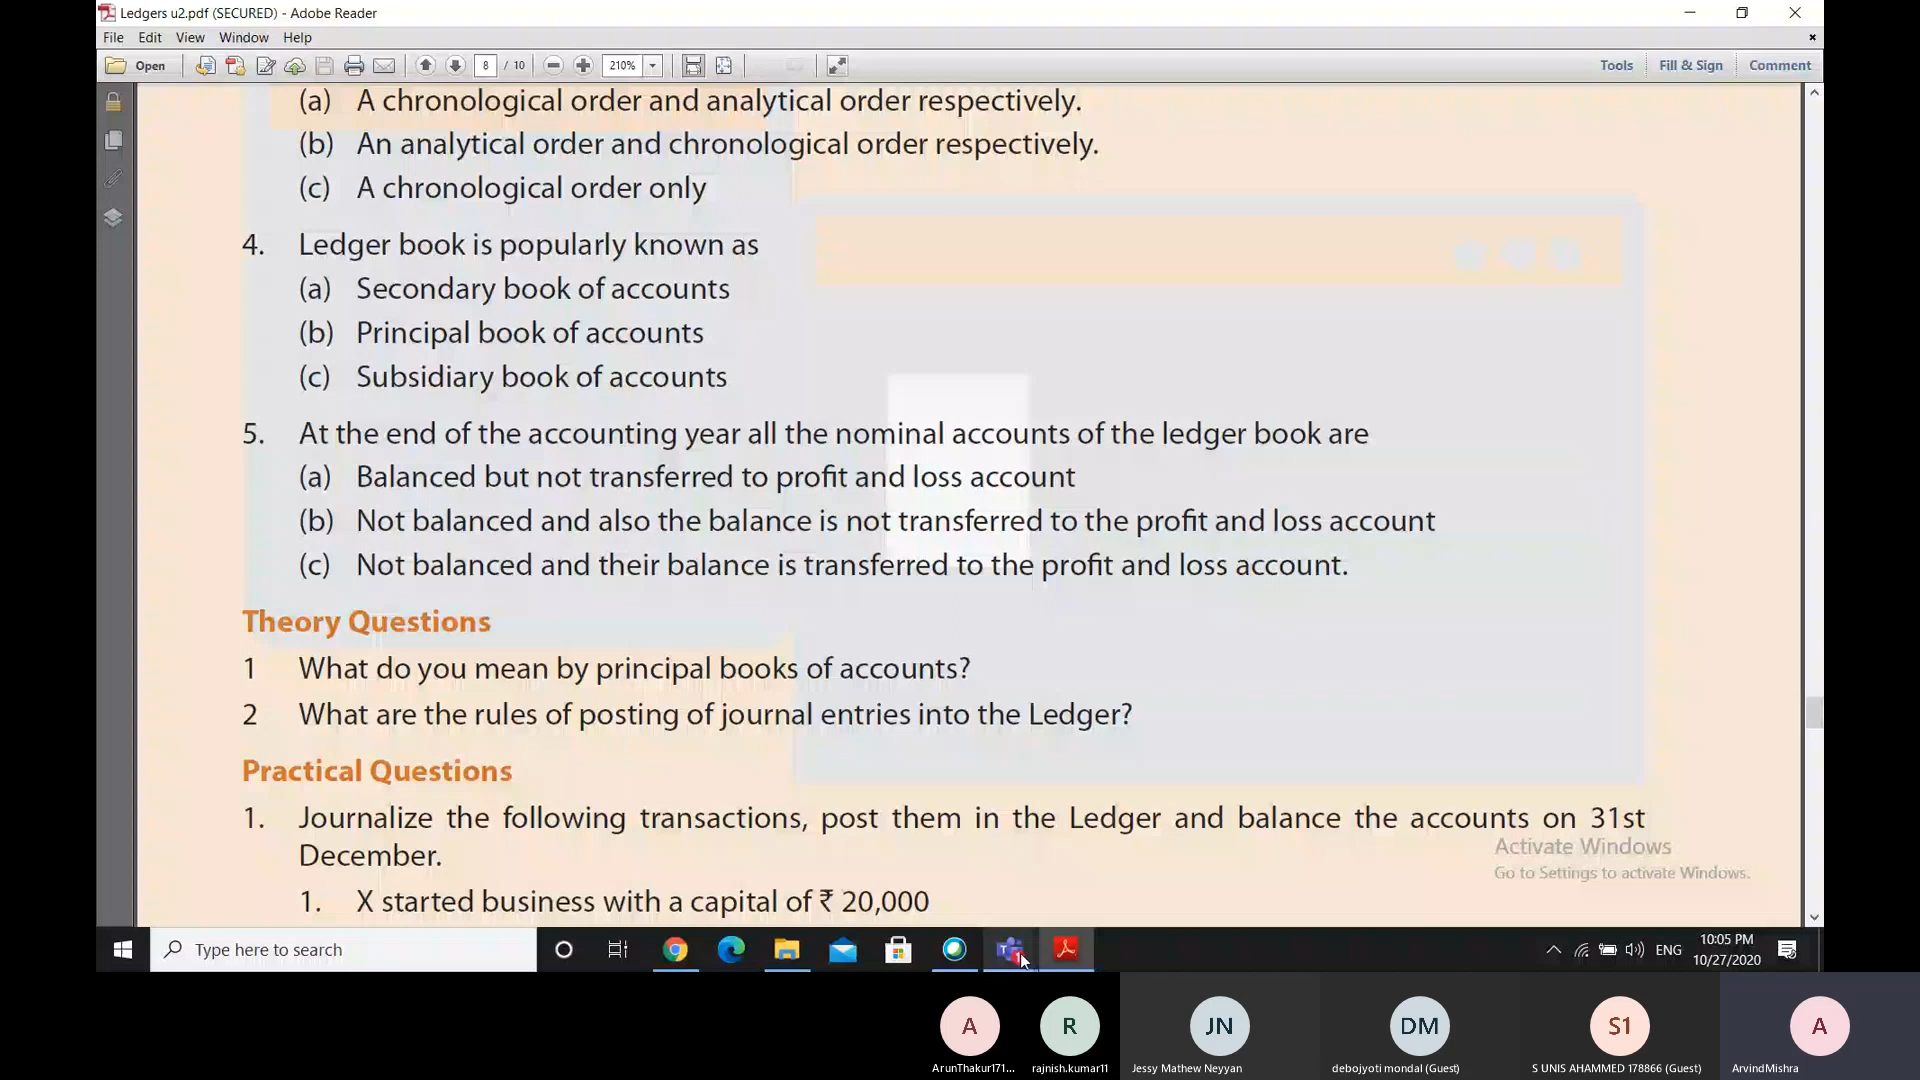 Ledgers u2.pdf (SECURED) - Adobe Reader
File Edit View Window Help
Open 8 / 10 210% Tools Fill & Sign Comment
(a) A chronological order and analytical order respectively.
(b) An analytical order and chronological order respectively.
(c) A chronological order only
4. Ledger book is popularly known as
(a) Secondary book of accounts
(b) Principal book of accounts
(c) Subsidiary book of accounts
5. At the end of the accounting year all the nominal accounts of the ledger book are
(a) Balanced but not transferred to profit and loss account
(b) Not balanced and also the balance is not transferred to the profit and loss account
(c) Not balanced and their balance is transferred to the profit and loss account.
Theory Questions
1 What do you mean by principal books of accounts?
2 What are the rules of posting of journal entries into the Ledger?
Practical Questions
1. Journalize the following transactions, post them in the Ledger and balance the accounts on 31st
December.
1. X started business with a capital of ₹ 20,000
Activate Windows
Go to Settings to activate Windows.
Type here to search
ENG
10:05 PM
10/27/2020
A R JN DM S1 A
ArunThakur171... rajnish.kumar11 Jessy Mathew Neyyan debojyoti mondal (Guest) S UNIS AHAMMED 178866 (Guest) ArvindMishra